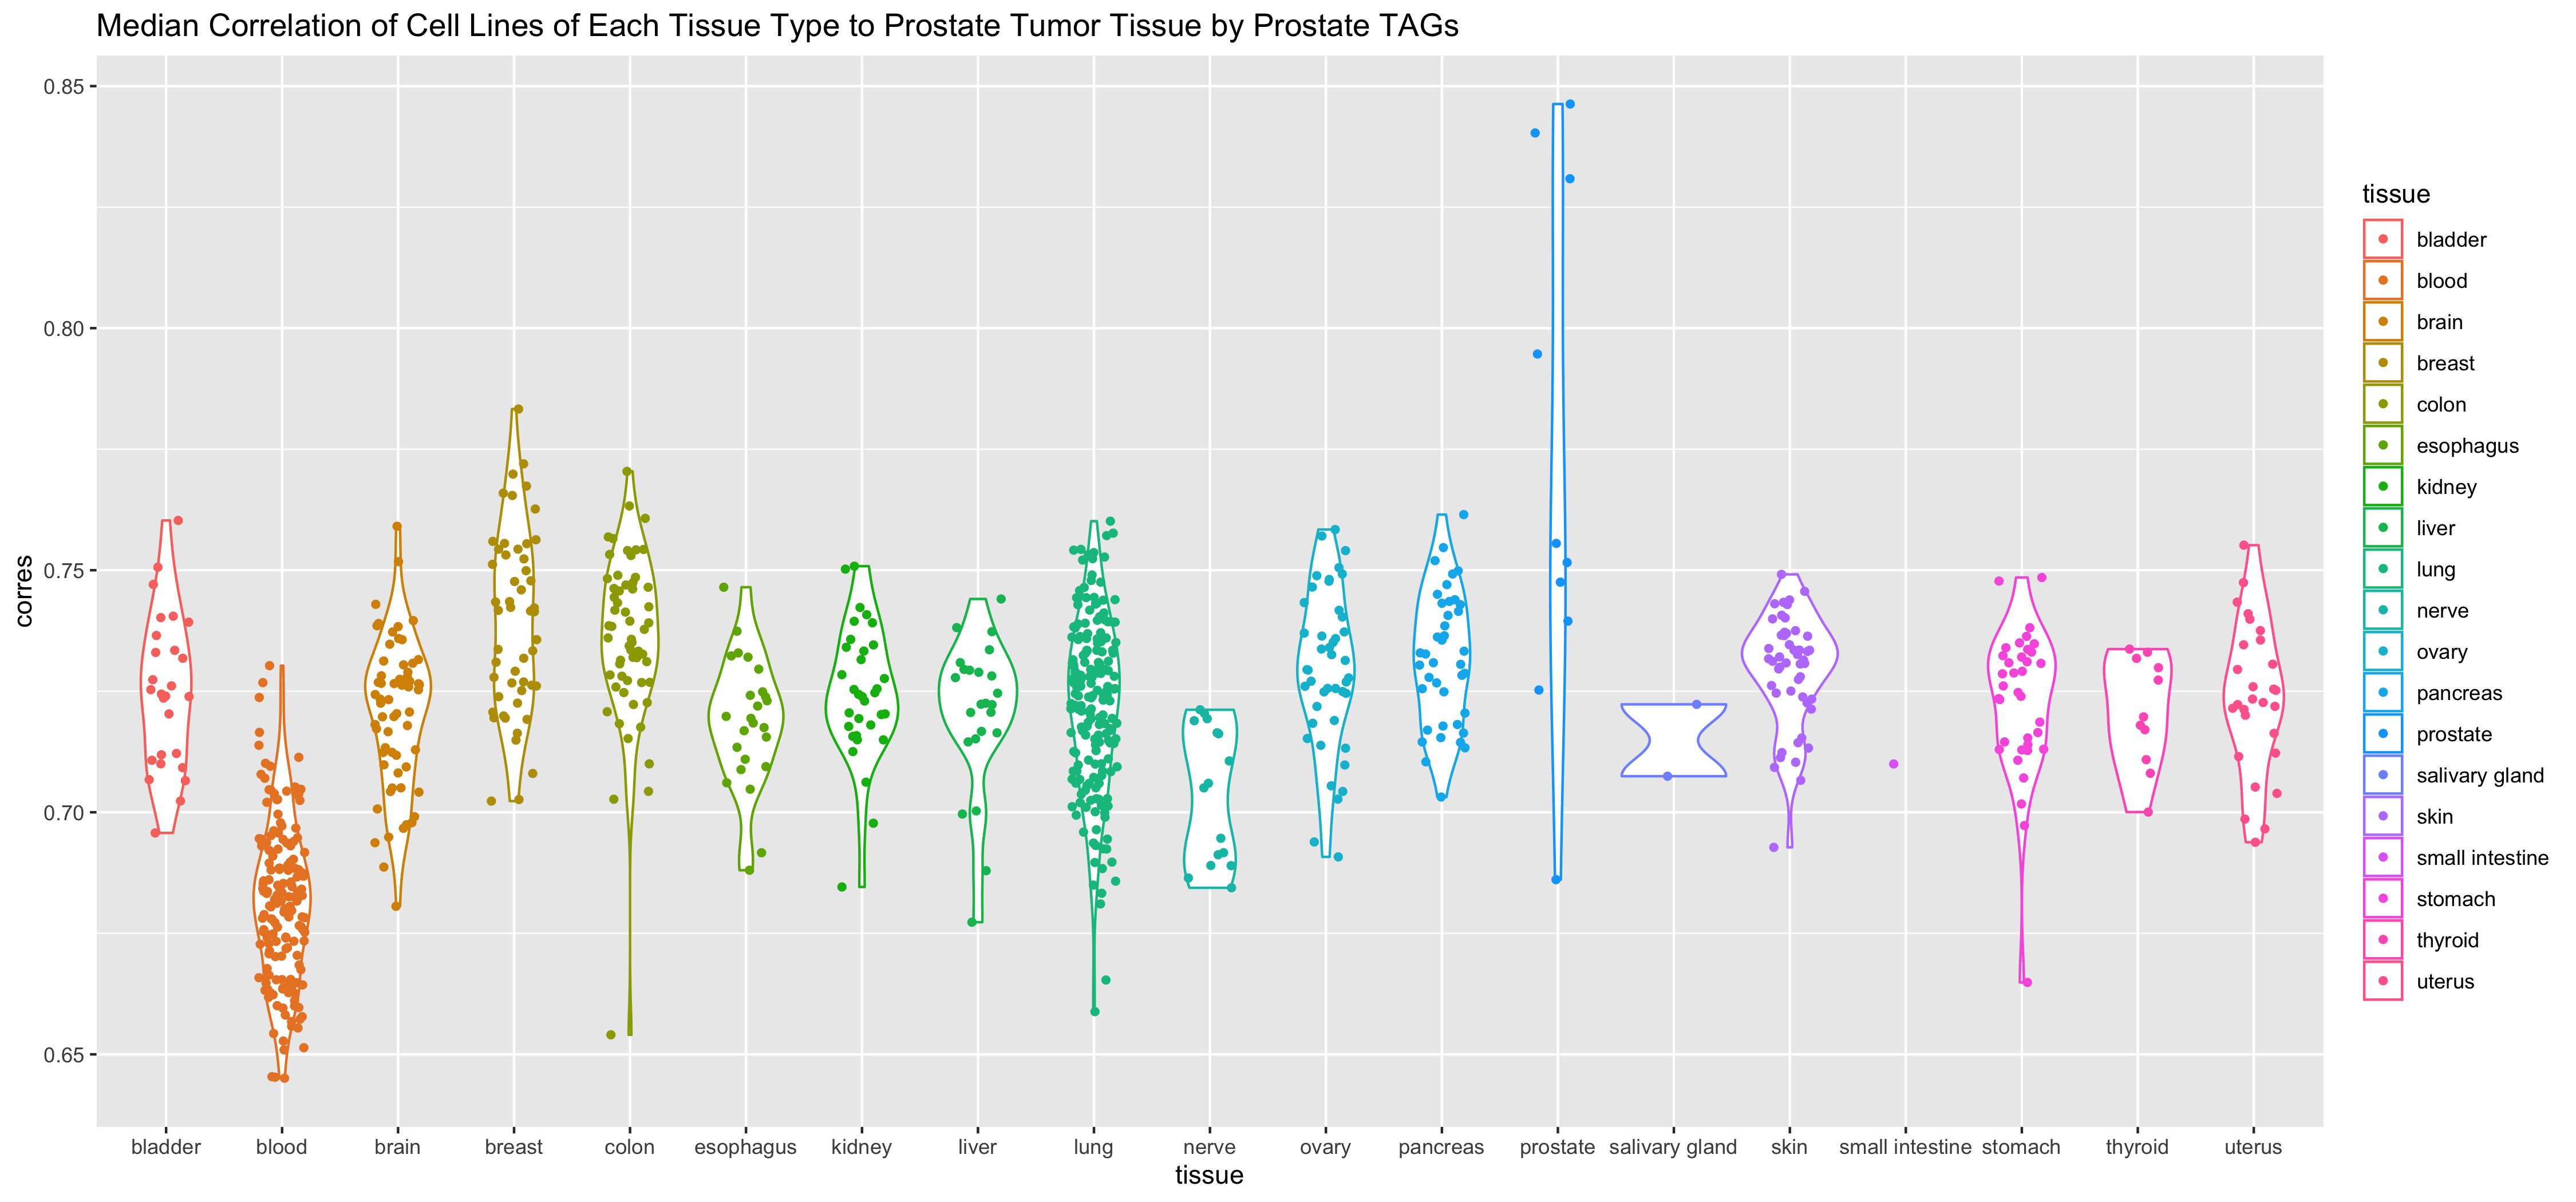 Median Correlation of Cell Lines of Each Tissue Type to Prostate Tumor Tissue by Prostate TAGs
corres
0.85
0.80
0.75
0.70
0.65
bladder blood brain breast colon esophagus kidney liver lung nerve ovary pancreas prostate salivary gland skin small intestine stomach thyroid uterus
tissue
tissue
bladder
blood
brain
breast
colon
esophagus
kidney
liver
lung
nerve
ovary
pancreas
prostate
salivary gland
skin
small intestine
stomach
thyroid
uterus